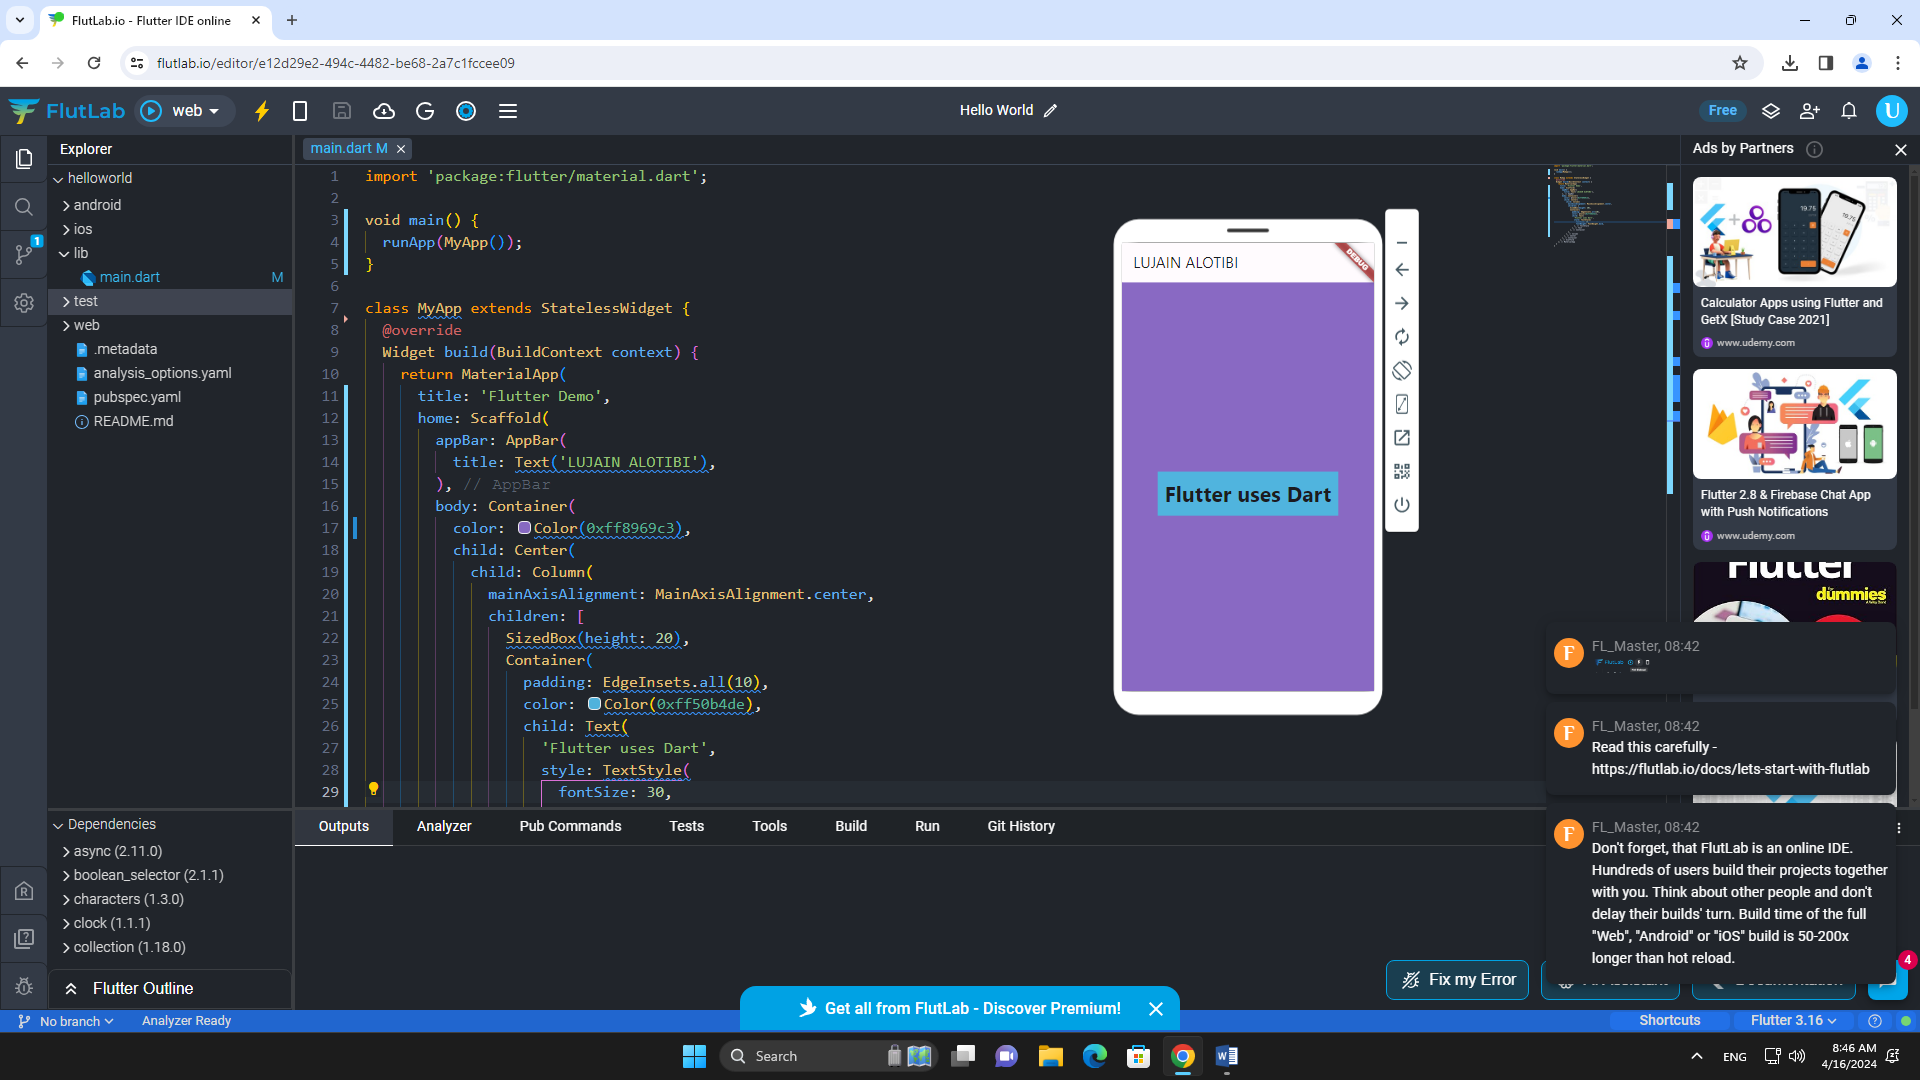 FlutLab.io - Flutter IDE online
flutlab.io/editor/e12d29e2-494c-4482-be68-2a7c1fccee09
FlutLab
web
Hello World
Free
U
Explorer
helloworld
android
ios
lib
main.dart M
test
web
.metadata
analysis_options.yaml
pubspec.yaml
README.md
1
main.dart M
1 import 'package:flutter/material.dart';
2
3 void main() {
4 runApp(MyApp());
5 }
6
7 class MyApp extends StatelessWidget {
8 @override
9 Widget build(BuildContext context) {
10 return MaterialApp(
11 title: 'Flutter Demo',
12 home: Scaffold(
13 appBar: AppBar(
14 title: Text('LUJAIN ALOTIBI'),
15 ), // AppBar
16 body: Container(
17 color: Color(0xff8969c3),
18 child: Center(
19 child: Column(
20 mainAxisAlignment: MainAxisAlignment.center,
21 children: [
22 SizedBox(height: 20),
23 Container(
24 padding: EdgeInsets.all(10),
25 color: Color(0xff50b4de),
26 child: Text(
27 'Flutter uses Dart',
28 style: TextStyle(
29 fontSize: 30,
LUJAIN ALOTIBI
DEBUG
Flutter uses Dart
Ads by Partners
19.75
19.75
Calculator Apps using Flutter and
GetX [Study Case 2021]
www.udemy.com
Flutter 2.8 & Firebase Chat App
with Push Notifications
www.udemy.com
Flutter
for
dummies
F
FL_Master, 08:42
FlutLab
F
FL_Master, 08:42
Read this carefully -
https://flutlab.io/docs/lets-start-with-flutlab
F
FL_Master, 08:42
Don't forget, that FlutLab is an online IDE.
Hundreds of users build their projects together
with you. Think about other people and don't
delay their builds' turn. Build time of the full
"Web", "Android" or "iOS" build is 50-200x
longer than hot reload.
4
Dependencies
async (2.11.0)
boolean_selector (2.1.1)
characters (1.3.0)
clock (1.1.1)
collection (1.18.0)
Flutter Outline
Outputs
Analyzer
Pub Commands
Tests
Tools
Build
Run
Git History
Fix my Error
Get all from FlutLab - Discover Premium!
No branch
Analyzer Ready
Shortcuts
Flutter 3.16
Search
ENG
8:46 AM
4/16/2024